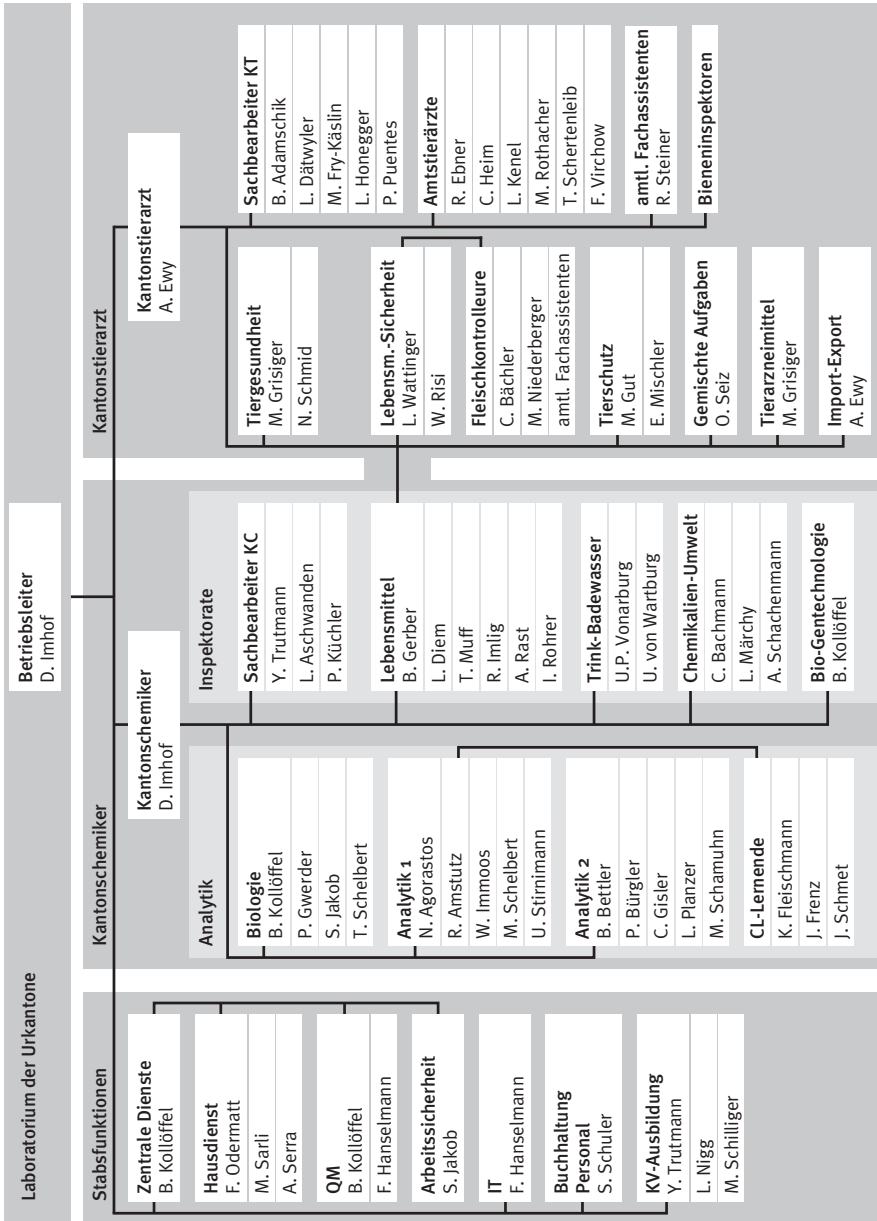 Laboratorium der Urkantone
Betriebsleiter
D. Imhof
Stabsfunktionen
Zentrale Dienste
B. Kollöffel
Hausdienst
F. Odermatt
M. Sarli
A. Serra
QM
B. Kollöffel
F. Hanselmann
Arbeitssicherheit
S. Jakob
IT
F. Hanselmann
Buchhaltung
Personal
S. Schuler
KV-Ausbildung
Y. Trutmann
L. Nigg
M. Schilliger
Kantonschemiker
Kantonschemiker
D. Imhof
Analytik
Biologie
B. Kollöffel
P. Gwerder
S. Jakob
T. Schelbert
Analytik 1
N. Agorastos
R. Amstutz
W. Immoos
M. Schelbert
U. Stirnimann
Analytik 2
B. Bettler
P. Bürgler
C. Gisler
L. Planzer
M. Schamuhn
CL-Lernende
K. Fleischmann
J. Frenz
J. Schmet
Inspektorate
Sachbearbeiter KC
Y. Trutmann
L. Aschwanden
P. Küchler
Lebensmittel
B. Gerber
L. Diem
T. Muff
R. Imlig
A. Rast
I. Rohrer
Trink-Badewasser
U.P. Vonarburg
U. von Wartburg
Chemikalien-Umwelt
C. Bachmann
L. Märchy
A. Schachenmann
Bio-Gentechnologie
B. Kollöffel
Kantonstierarzt
Kantonstierarzt
A. Ewy
Tiergesundheit
M. Grisiger
N. Schmid
Lebensm.-Sicherheit
L. Wattinger
W. Risi
Fleischkontrolleure
C. Bächler
M. Niederberger
amtl. Fachassistenten
Tierschutz
M. Gut
E. Mischler
Gemischte Aufgaben
O. Seiz
Tierarzneimittel
M. Grisiger
Import-Export
A. Ewy
Sachbearbeiter KT
B. Adamschik
L. Dätwyler
M. Fry-Käslin
L. Honegger
P. Puentes
Amtstierärzte
R. Ebner
C. Heim
L. Kenel
M. Rothacher
T. Schertenleib
F. Virchow
amtl. Fachassistenten
R. Steiner
Bieneninspektoren